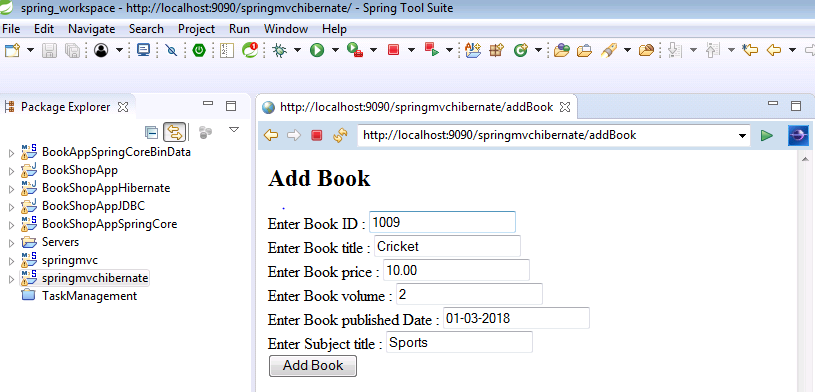 spring_workspace - http://localhost:9090/springmvchibernate/ - Spring Tool Suite
File Edit Navigate Search Project Run Window Help
Package Explorer
BookAppSpringCoreBinData
BookShopApp
BookShopAppHibernate
BookShopAppJDBC
BookShopAppSpringCore
Servers
springmvc
springmvchibernate
TaskManagement
http://localhost:9090/springmvchibernate/addBook
http://localhost:9090/springmvchibernate/addBook
Add Book
Enter Book ID : 1009
Enter Book title : Cricket
Enter Book price : 10.00
Enter Book volume : 2
Enter Book published Date : 01-03-2018
Enter Subject title : Sports
Add Book